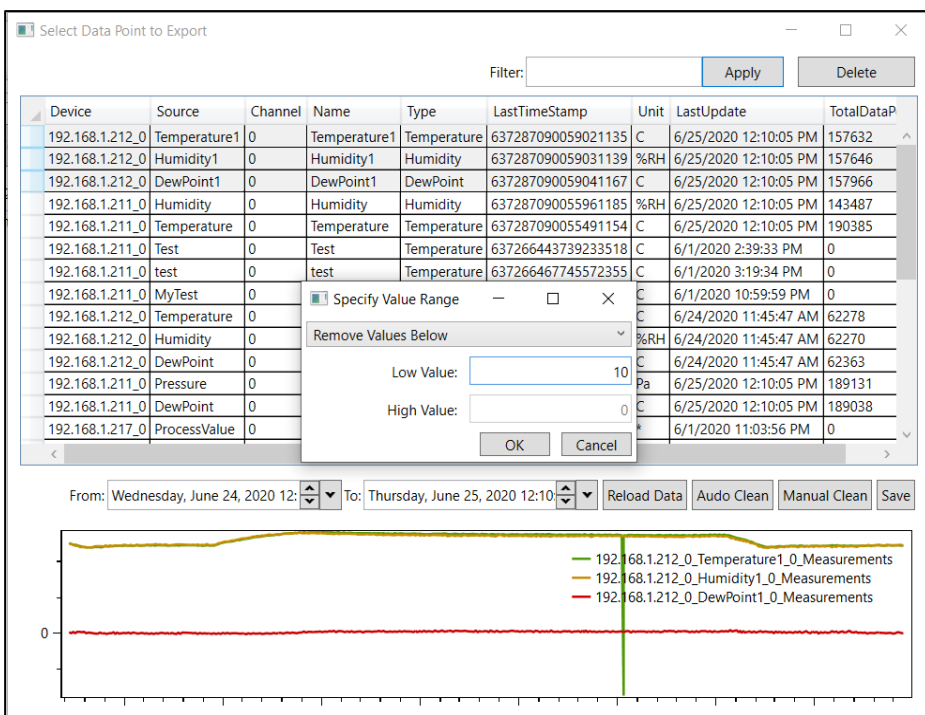 Select Data Point to Export
Filter: Apply Delete
Device Source Channel Name Type LastTimeStamp Unit LastUpdate TotalDataP
192.168.1.212_0 Temperature1 0 Temperature1 Temperature 637287090059021135 C 6/25/2020 12:10:05 PM 157632
192.168.1.212_0 Humidity1 0 Humidity1 Humidity 637287090059031139 %RH 6/25/2020 12:10:05 PM 157646
192.168.1.212_0 DewPoint1 0 DewPoint1 DewPoint 637287090059041167 C 6/25/2020 12:10:05 PM 157966
192.168.1.211_0 Humidity 0 Humidity Humidity 637287090055961185 %RH 6/25/2020 12:10:05 PM 143487
192.168.1.211_0 Temperature 0 Temperature Temperature 637287090055491154 C 6/25/2020 12:10:05 PM 190385
192.168.1.211_0 Test 0 Test Temperature 637266443739233518 C 6/1/2020 2:39:33 PM 0
192.168.1.211_0 test 0 test Temperature 637266467745572355 C 6/1/2020 3:19:34 PM 0
192.168.1.211_0 MyTest 0 C 6/1/2020 10:59:59 PM 0
192.168.1.212_0 Temperature 0 C 6/24/2020 11:45:47 AM 62278
192.168.1.212_0 Humidity 0 %RH 6/24/2020 11:45:47 AM 62270
192.168.1.212_0 DewPoint 0 C 6/24/2020 11:45:47 AM 62363
192.168.1.211_0 Pressure 0 Pa 6/25/2020 12:10:05 PM 189131
192.168.1.211_0 DewPoint 0 C 6/25/2020 12:10:05 PM 189038
192.168.1.217_0 ProcessValue 0 * 6/1/2020 11:03:56 PM 0
Specify Value Range
Remove Values Below
Low Value: 10
High Value: 0
OK Cancel
From: Wednesday, June 24, 2020 12: To: Thursday, June 25, 2020 12:10: Reload Data Audo Clean Manual Clean Save
192.168.1.212_0_Temperature1_0_Measurements
192.168.1.212_0_Humidity1_0_Measurements
192.168.1.212_0_DewPoint1_0_Measurements
0